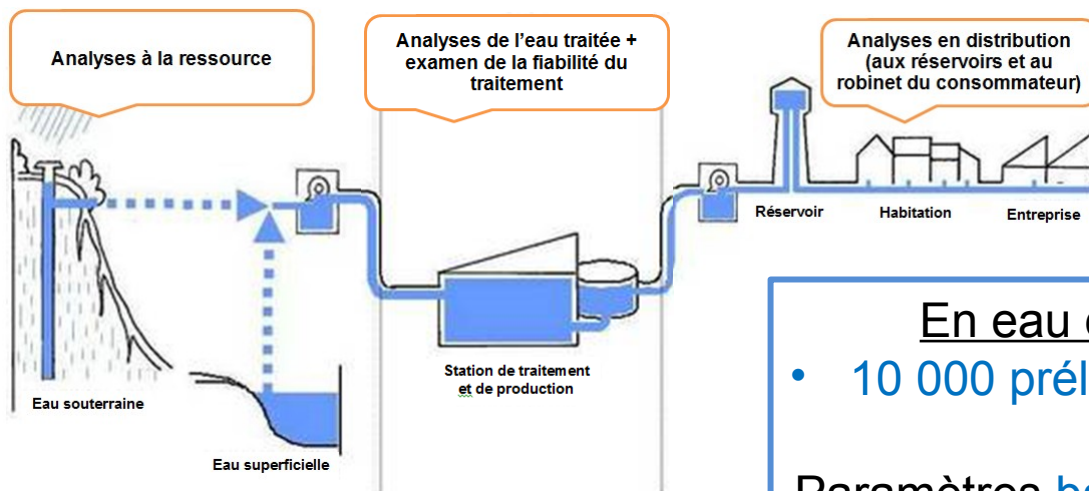 Analyses à la ressource
Analyses de l'eau traitée +
examen de la fiabilité du
traitement
Analyses en distribution
(aux réservoirs et au
robinet du consommateur)
Réservoir
Habitation
Entreprise
Station de traitement
et de production
Eau souterraine
Eau superficielle
En eau
• 10 000
Paramètres